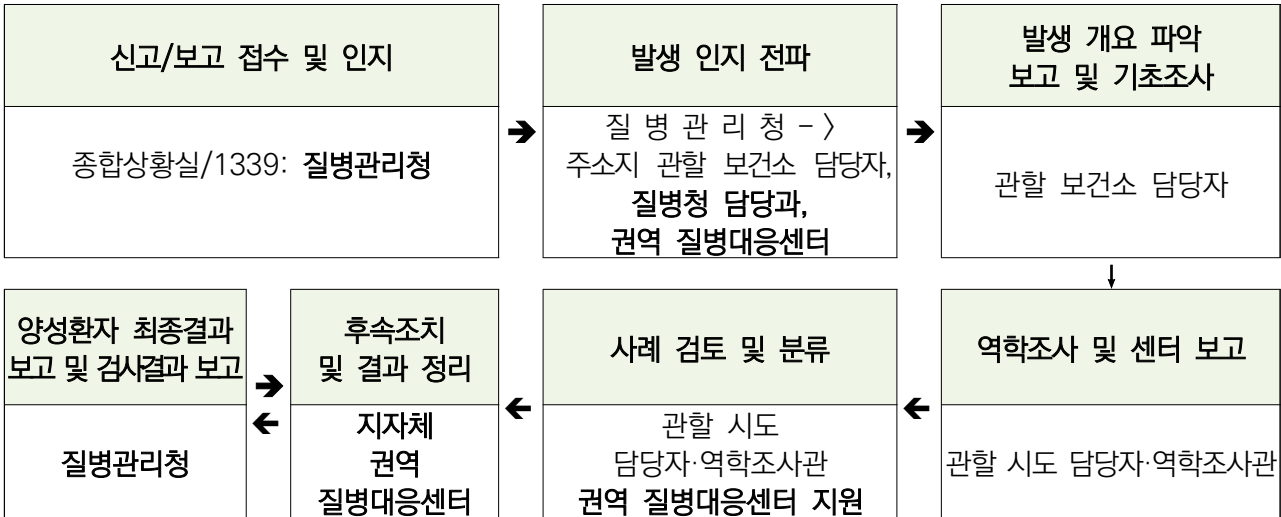 신고/보고 접수 및 인지
종합상황실/1339: 질병관리청
➔
발생 인지 전파
질 병 관 리 청 - 〉
주소지 관할 보건소 담당자,
질병청 담당과,
권역 질병대응센터
➔
발생 개요 파악
보고 및 기초조사
관할 보건소 담당자
↓
역학조사 및 센터 보고
관할 시도 담당자·역학조사관
←
사례 검토 및 분류
관할 시도
담당자·역학조사관
권역 질병대응센터 지원
←
후속조치
및 결과 정리
지자체
권역
질병대응센터
➔
←
양성환자 최종결과
보고 및 검사결과 보고
질병관리청